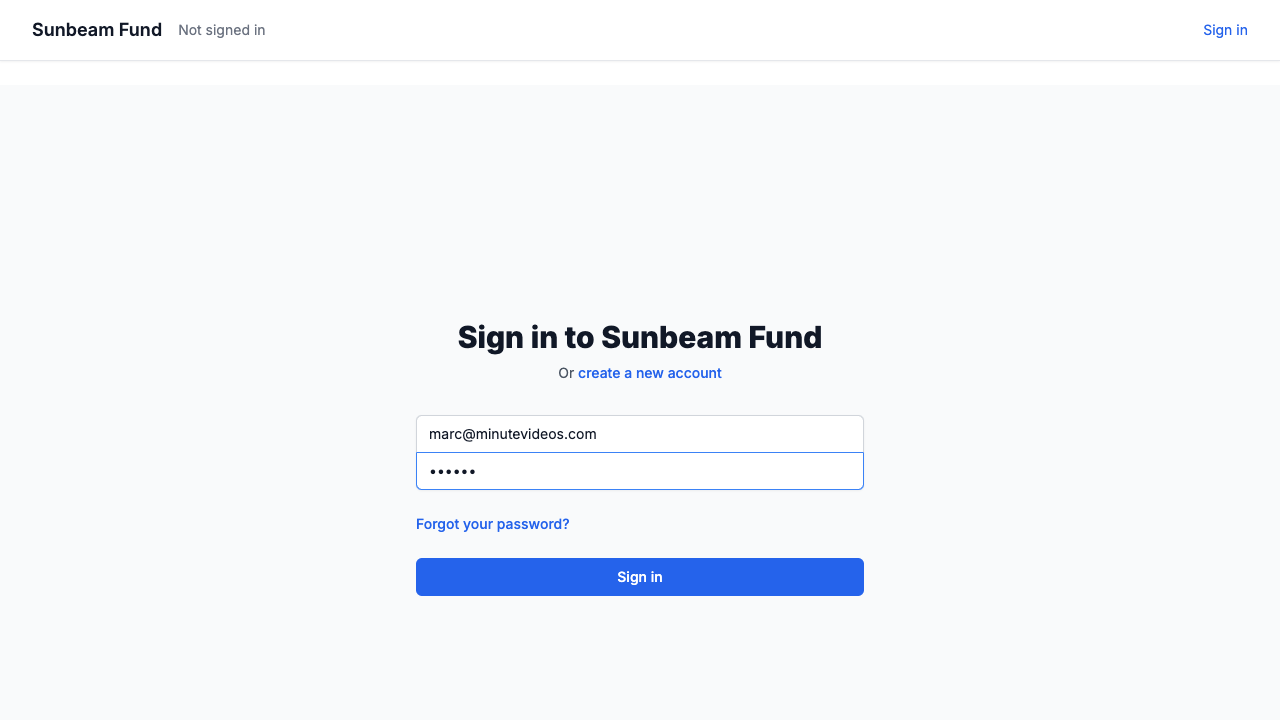 Sunbeam Fund Not signed in Sign in
Sign in to Sunbeam Fund
Or create a new account
marc@minutevideos.com
••••••
Forgot your password?
Sign in